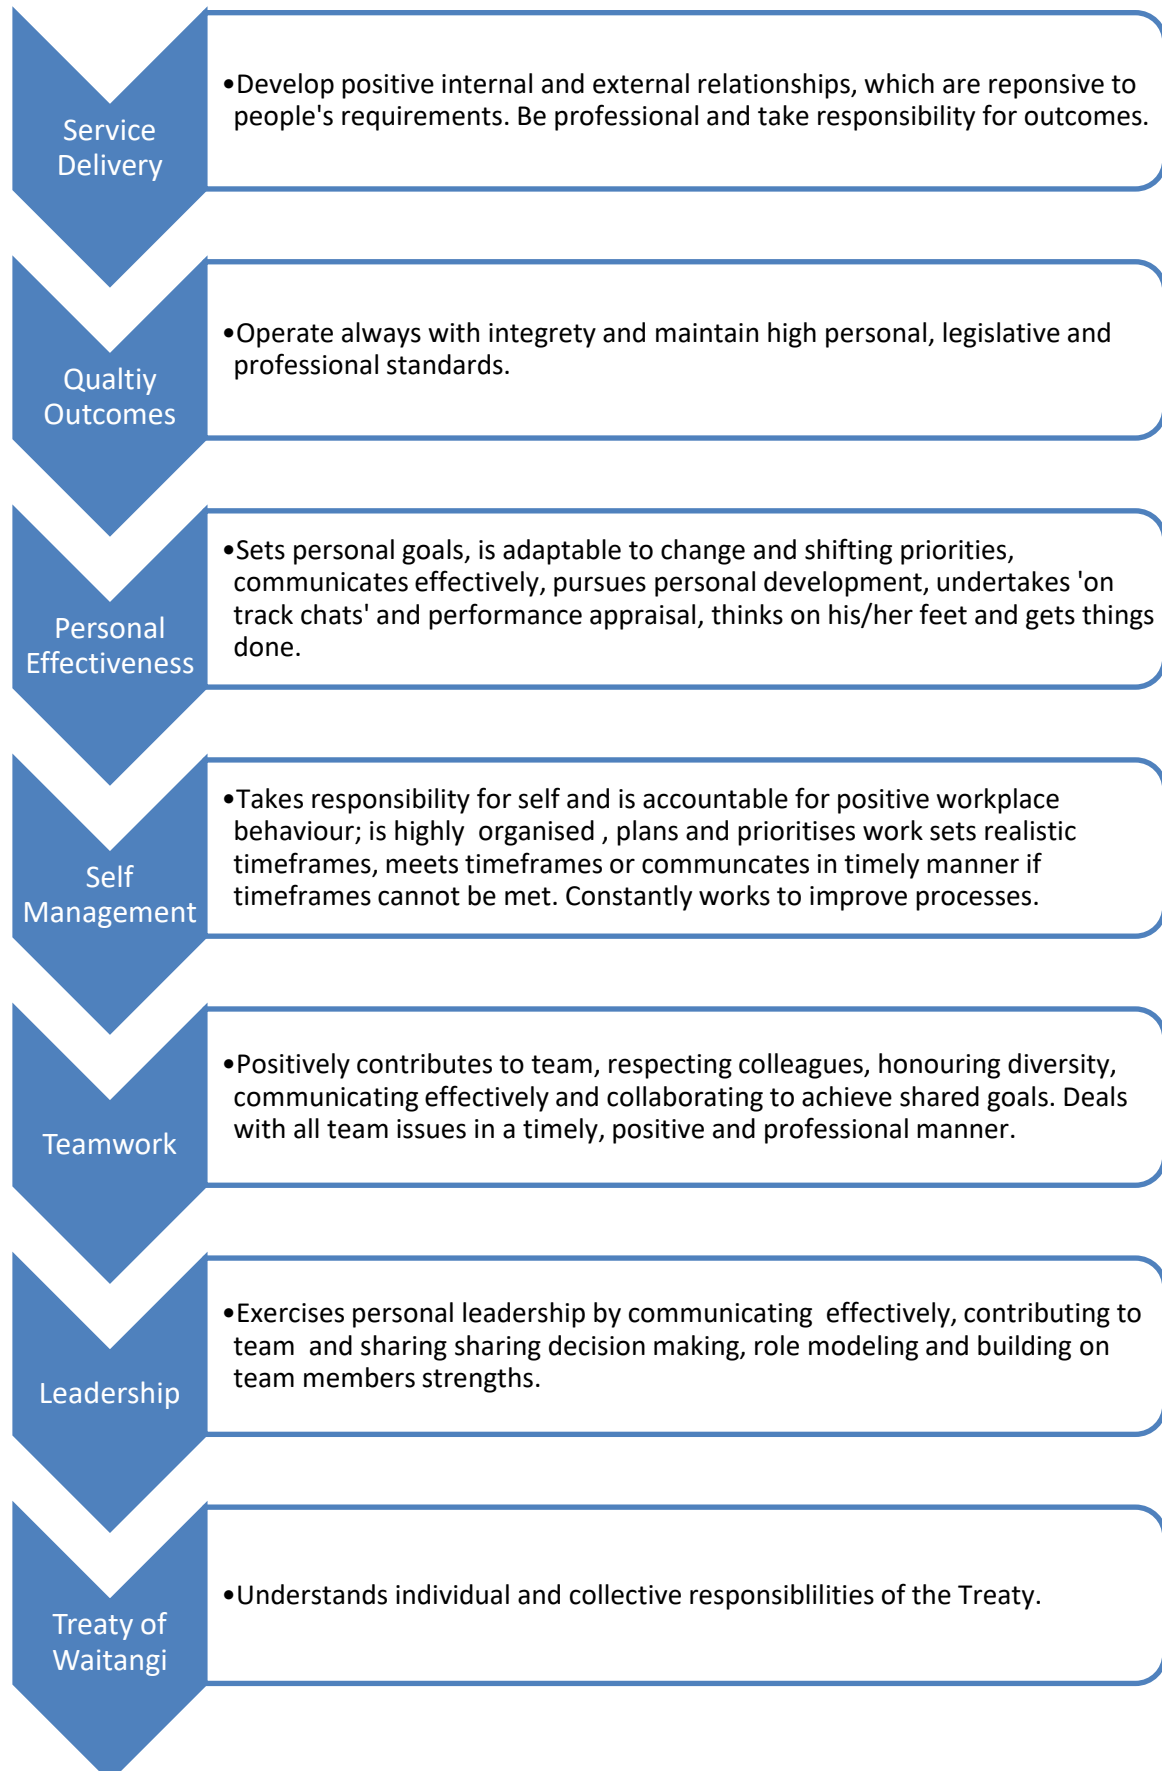 Service
Delivery
•Develop positive internal and external relationships, which are reponsive to
people's requirements. Be professional and take responsibility for outcomes.
Qualtiy
Outcomes
•Operate always with integrety and maintain high personal, legislative and
professional standards.
Personal
Effectiveness
•Sets personal goals, is adaptable to change and shifting priorities,
communicates effectively, pursues personal development, undertakes 'on
track chats' and performance appraisal, thinks on his/her feet and gets things
done.
Self
Management
•Takes responsibility for self and is accountable for positive workplace
behaviour; is highly  organised , plans and prioritises work sets realistic
timeframes, meets timeframes or communcates in timely manner if
timeframes cannot be met. Constantly works to improve processes.
Teamwork
•Positively contributes to team, respecting colleagues, honouring diversity,
communicating effectively and collaborating to achieve shared goals. Deals
with all team issues in a timely, positive and professional manner.
Leadership
•Exercises personal leadership by communicating  effectively, contributing to
team  and sharing sharing decision making, role modeling and building on
team members strengths.
Treaty of
Waitangi
•Understands individual and collective responsiblilities of the Treaty.